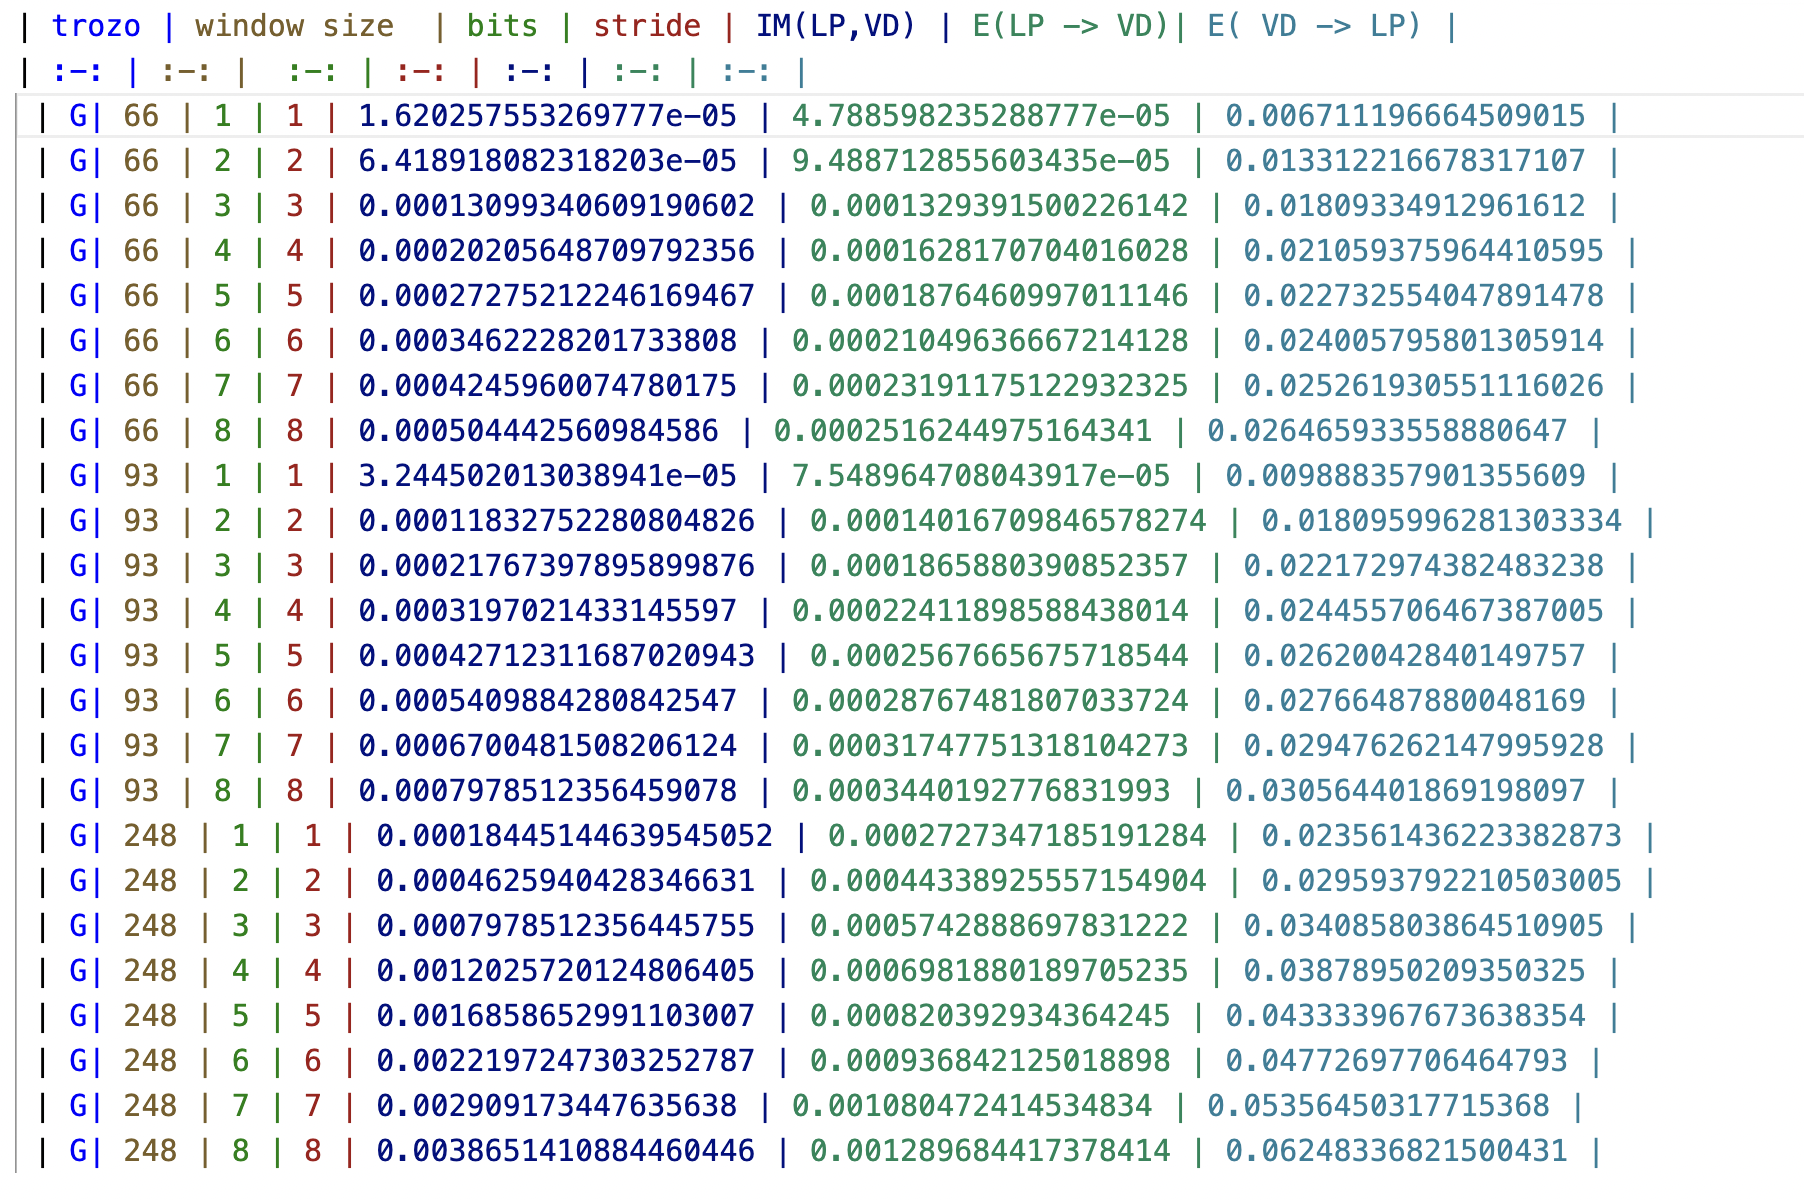 | trozo | window size  | bits | stride | IM(LP,VD) | E(LP -> VD)| E( VD -> LP) |
| :-: | :-: |  :-: | :-: | :-: | :-: | :-: |
| G| 66 | 1 | 1 | 1.620257553269777e-05 | 4.788598235288777e-05 | 0.006711196664509015 |
| G| 66 | 2 | 2 | 6.418918082318203e-05 | 9.488712855603435e-05 | 0.013312216678317107 |
| G| 66 | 3 | 3 | 0.00013099340609190602 | 0.0001329391500226142 | 0.01809334912961612 |
| G| 66 | 4 | 4 | 0.00020205648709792356 | 0.0001628170704016028 | 0.021059375964410595 |
| G| 66 | 5 | 5 | 0.00027275212246169467 | 0.0001876460997011146 | 0.022732554047891478 |
| G| 66 | 6 | 6 | 0.0003462228201733808 | 0.00021049636667214128 | 0.024005795801305914 |
| G| 66 | 7 | 7 | 0.0004245960074780175 | 0.00023191175122932325 | 0.025261930551116026 |
| G| 66 | 8 | 8 | 0.000504442560984586 | 0.0002516244975164341 | 0.026465933558880647 |
| G| 93 | 1 | 1 | 3.244502013038941e-05 | 7.548964708043917e-05 | 0.009888357901355609 |
| G| 93 | 2 | 2 | 0.00011832752280804826 | 0.00014016709846578274 | 0.018095996281303334 |
| G| 93 | 3 | 3 | 0.00021767397895899876 | 0.0001865880390852357 | 0.022172974382483238 |
| G| 93 | 4 | 4 | 0.0003197021433145597 | 0.00022411898588438014 | 0.024455706467387005 |
| G| 93 | 5 | 5 | 0.00042712311687020943 | 0.0002567665675718544 | 0.02620042840149757 |
| G| 93 | 6 | 6 | 0.0005409884280842547 | 0.00028767481807033724 | 0.02766487880048169 |
| G| 93 | 7 | 7 | 0.0006700481508206124 | 0.00031747751318104273 | 0.029476262147995928 |
| G| 93 | 8 | 8 | 0.0007978512356459078 | 0.0003440192776831993 | 0.030564401869198097 |
| G| 248 | 1 | 1 | 0.00018445144639545052 | 0.0002727347185191284 | 0.023561436223382873 |
| G| 248 | 2 | 2 | 0.0004625940428346631 | 0.00044338925557154904 | 0.029593792210503005 |
| G| 248 | 3 | 3 | 0.0007978512356445755 | 0.0005742888697831222 | 0.034085803864510905 |
| G| 248 | 4 | 4 | 0.0012025720124806405 | 0.0006981880189705235 | 0.03878950209350325 |
| G| 248 | 5 | 5 | 0.0016858652991103007 | 0.000820392934364245 | 0.043333967673638354 |
| G| 248 | 6 | 6 | 0.0022197247303252787 | 0.000936842125018898 | 0.04772697706464793 |
| G| 248 | 7 | 7 | 0.002909173447635638 | 0.001080472414534834 | 0.05356450317715368 |
| G| 248 | 8 | 8 | 0.0038651410884460446 | 0.001289684417378414 | 0.06248336821500431 |